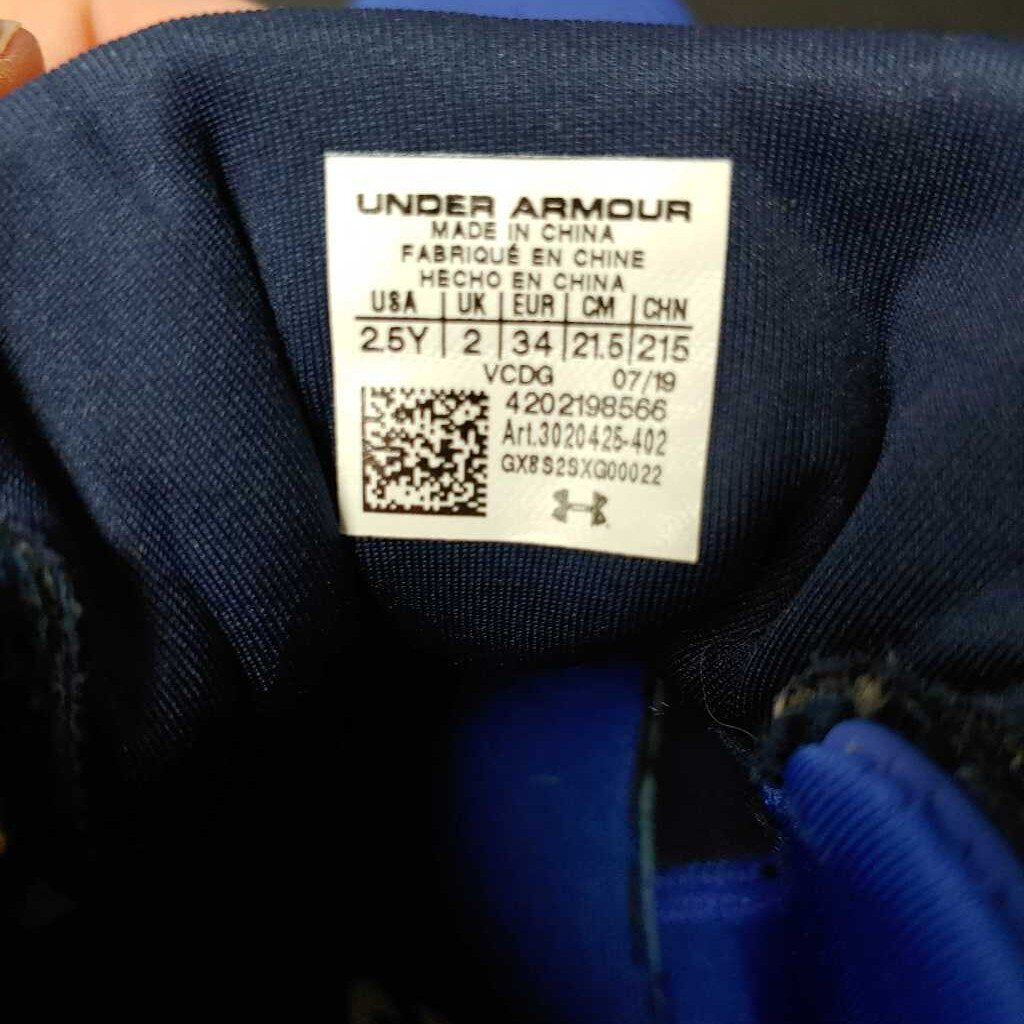 UNDER ARMOUR
MADE IN CHINA
FABRIQUÉ EN CHINE
HECHO EN CHINA
USA UK EUR CM CHN
2.5Y 2 34 21.5 215
VCDG 07/19
4202198566
Art.3020425-402
GX8S2SXQ00022